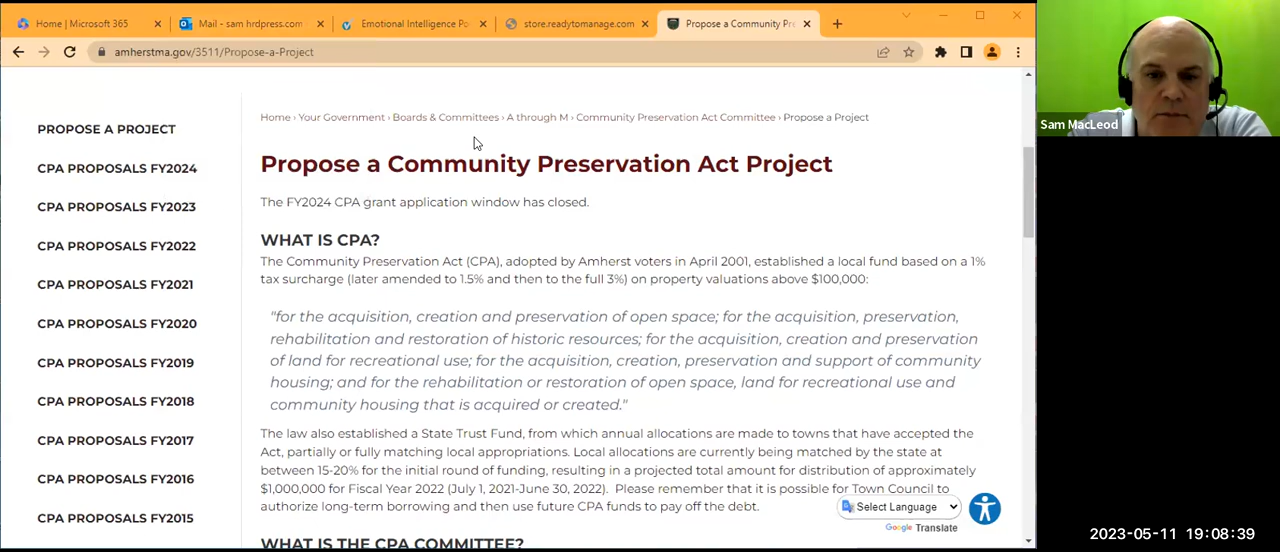 Home | Microsoft 365
Mail - sam hrdpress.com
Emotional Intelligence Po
store.readytomanage.com
Propose a Community Pre
amherstma.gov/3511/Propose-a-Project
Sam MacLeod
Home › Your Government › Boards & Committees › A through M › Community Preservation Act Committee › Propose a Project
PROPOSE A PROJECT
CPA PROPOSALS FY2024
CPA PROPOSALS FY2023
CPA PROPOSALS FY2022
CPA PROPOSALS FY2021
CPA PROPOSALS FY2020
CPA PROPOSALS FY2019
CPA PROPOSALS FY2018
CPA PROPOSALS FY2017
CPA PROPOSALS FY2016
CPA PROPOSALS FY2015
Propose a Community Preservation Act Project
The FY2024 CPA grant application window has closed.
WHAT IS CPA?
The Community Preservation Act (CPA), adopted by Amherst voters in April 2001, established a local fund based on a 1%
tax surcharge (later amended to 1.5% and then to the full 3%) on property valuations above $100,000:
"for the acquisition, creation and preservation of open space; for the acquisition, preservation,
rehabilitation and restoration of historic resources; for the acquisition, creation and preservation
of land for recreational use; for the acquisition, creation, preservation and support of community
housing; and for the rehabilitation or restoration of open space, land for recreational use and
community housing that is acquired or created."
The law also established a State Trust Fund, from which annual allocations are made to towns that have accepted the
Act, partially or fully matching local appropriations. Local allocations are currently being matched by the state at
between 15-20% for the initial round of funding, resulting in a projected total amount for distribution of approximately
$1,000,000 for Fiscal Year 2022 (July 1, 2021-June 30, 2022). Please remember that it is possible for Town Council to
authorize long-term borrowing and then use future CPA funds to pay off the debt.
Select Language
Google Translate
WHAT IS THE CPA COMMITTEE?
2023-05-11 19:08:39